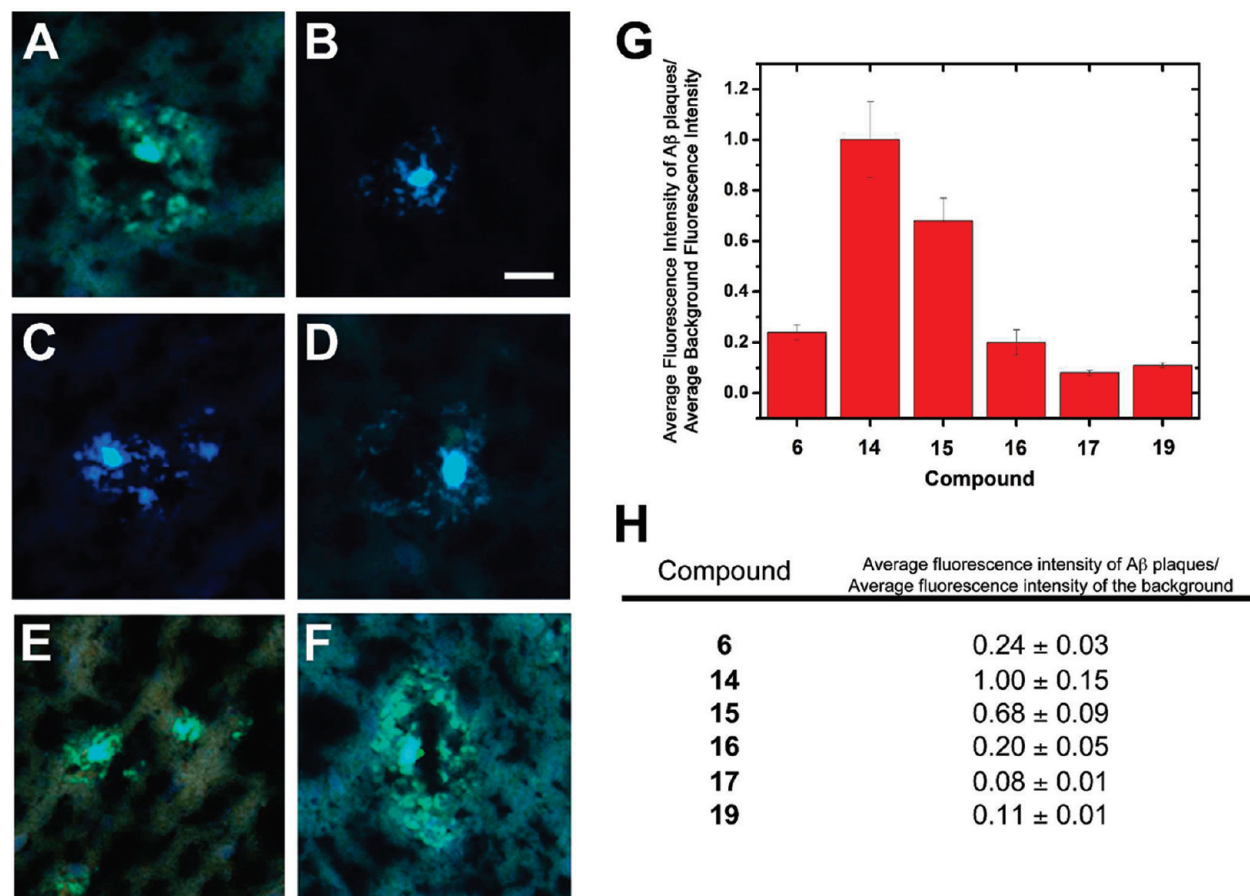 A
B
C
D
E
F
G
Average Fluorescence Intensity of Aβ plaques/
Average Background Fluorescence Intensity
1.2
1.0
0.8
0.6
0.4
0.2
0.0
6 14 15 16 17 19
Compound
H
Compound Average fluorescence intensity of Aβ plaques/
Average fluorescence intensity of the background
6 0.24 ± 0.03
14 1.00 ± 0.15
15 0.68 ± 0.09
16 0.20 ± 0.05
17 0.08 ± 0.01
19 0.11 ± 0.01